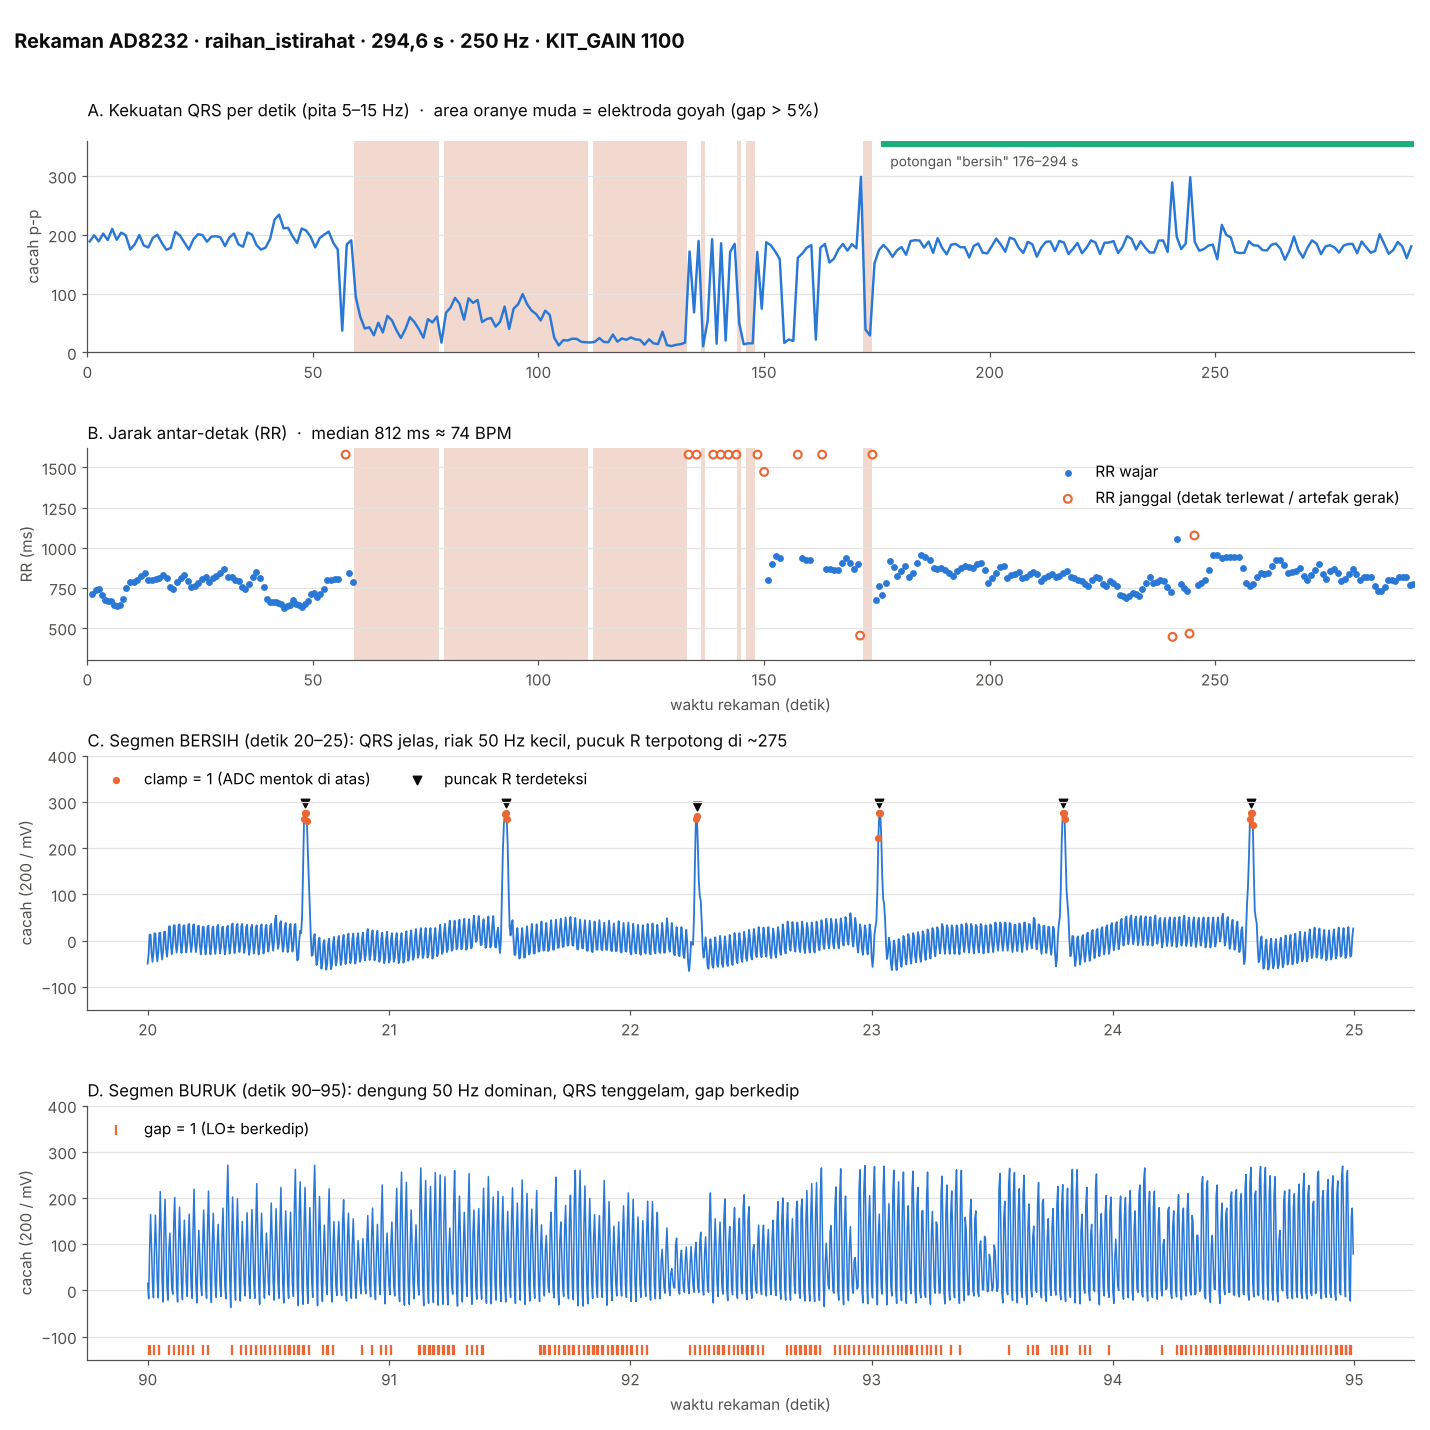 Rekaman AD8232 · raihan_istirahat · 294,6 s · 250 Hz · KIT_GAIN 1100
A. Kekuatan QRS per detik (pita 5–15 Hz) · area oranye muda = elektroda goyah (gap > 5%)
potongan "bersih" 176–294 s
cacah p-p
300
200
100
0
0 50 100 150 200 250
B. Jarak antar-detak (RR) · median 812 ms ≈ 74 BPM
RR wajar
RR janggal (detak terlewat / artefak gerak)
RR (ms)
1500
1250
1000
750
500
0 50 100 150 200 250
waktu rekaman (detik)
C. Segmen BERSIH (detik 20–25): QRS jelas, riak 50 Hz kecil, pucuk R terpotong di ~275
clamp = 1 (ADC mentok di atas) puncak R terdeteksi
cacah (200 / mV)
400
300
200
100
0
−100
20 21 22 23 24 25
D. Segmen BURUK (detik 90–95): dengung 50 Hz dominan, QRS tenggelam, gap berkedip
gap = 1 (LO± berkedip)
cacah (200 / mV)
400
300
200
100
0
−100
90 91 92 93 94 95
waktu rekaman (detik)